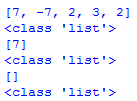 [7, -7, 2, 3, 2]
<class 'list'>
[7]
<class 'list'>
[]
<class 'list'>